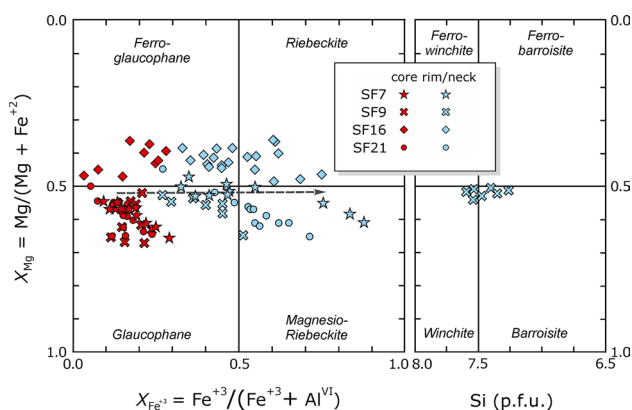 0.0
0.5
1.0
X_Mg = Mg/(Mg + Fe⁺²)
Ferro-
glaucophane
Riebeckite
Ferro-
winchite
Ferro-
barroisite
0.0
0.5
1.0
core rim/neck
SF7
SF9
SF16
SF21
Glaucophane
Magnesio-
Riebeckite
Winchite
Barroisite
0.0
0.5
1.0
8.0
7.5
6.5
X_Fe⁺³ = Fe⁺³/(Fe⁺³ + Al^VI)
Si (p.f.u.)